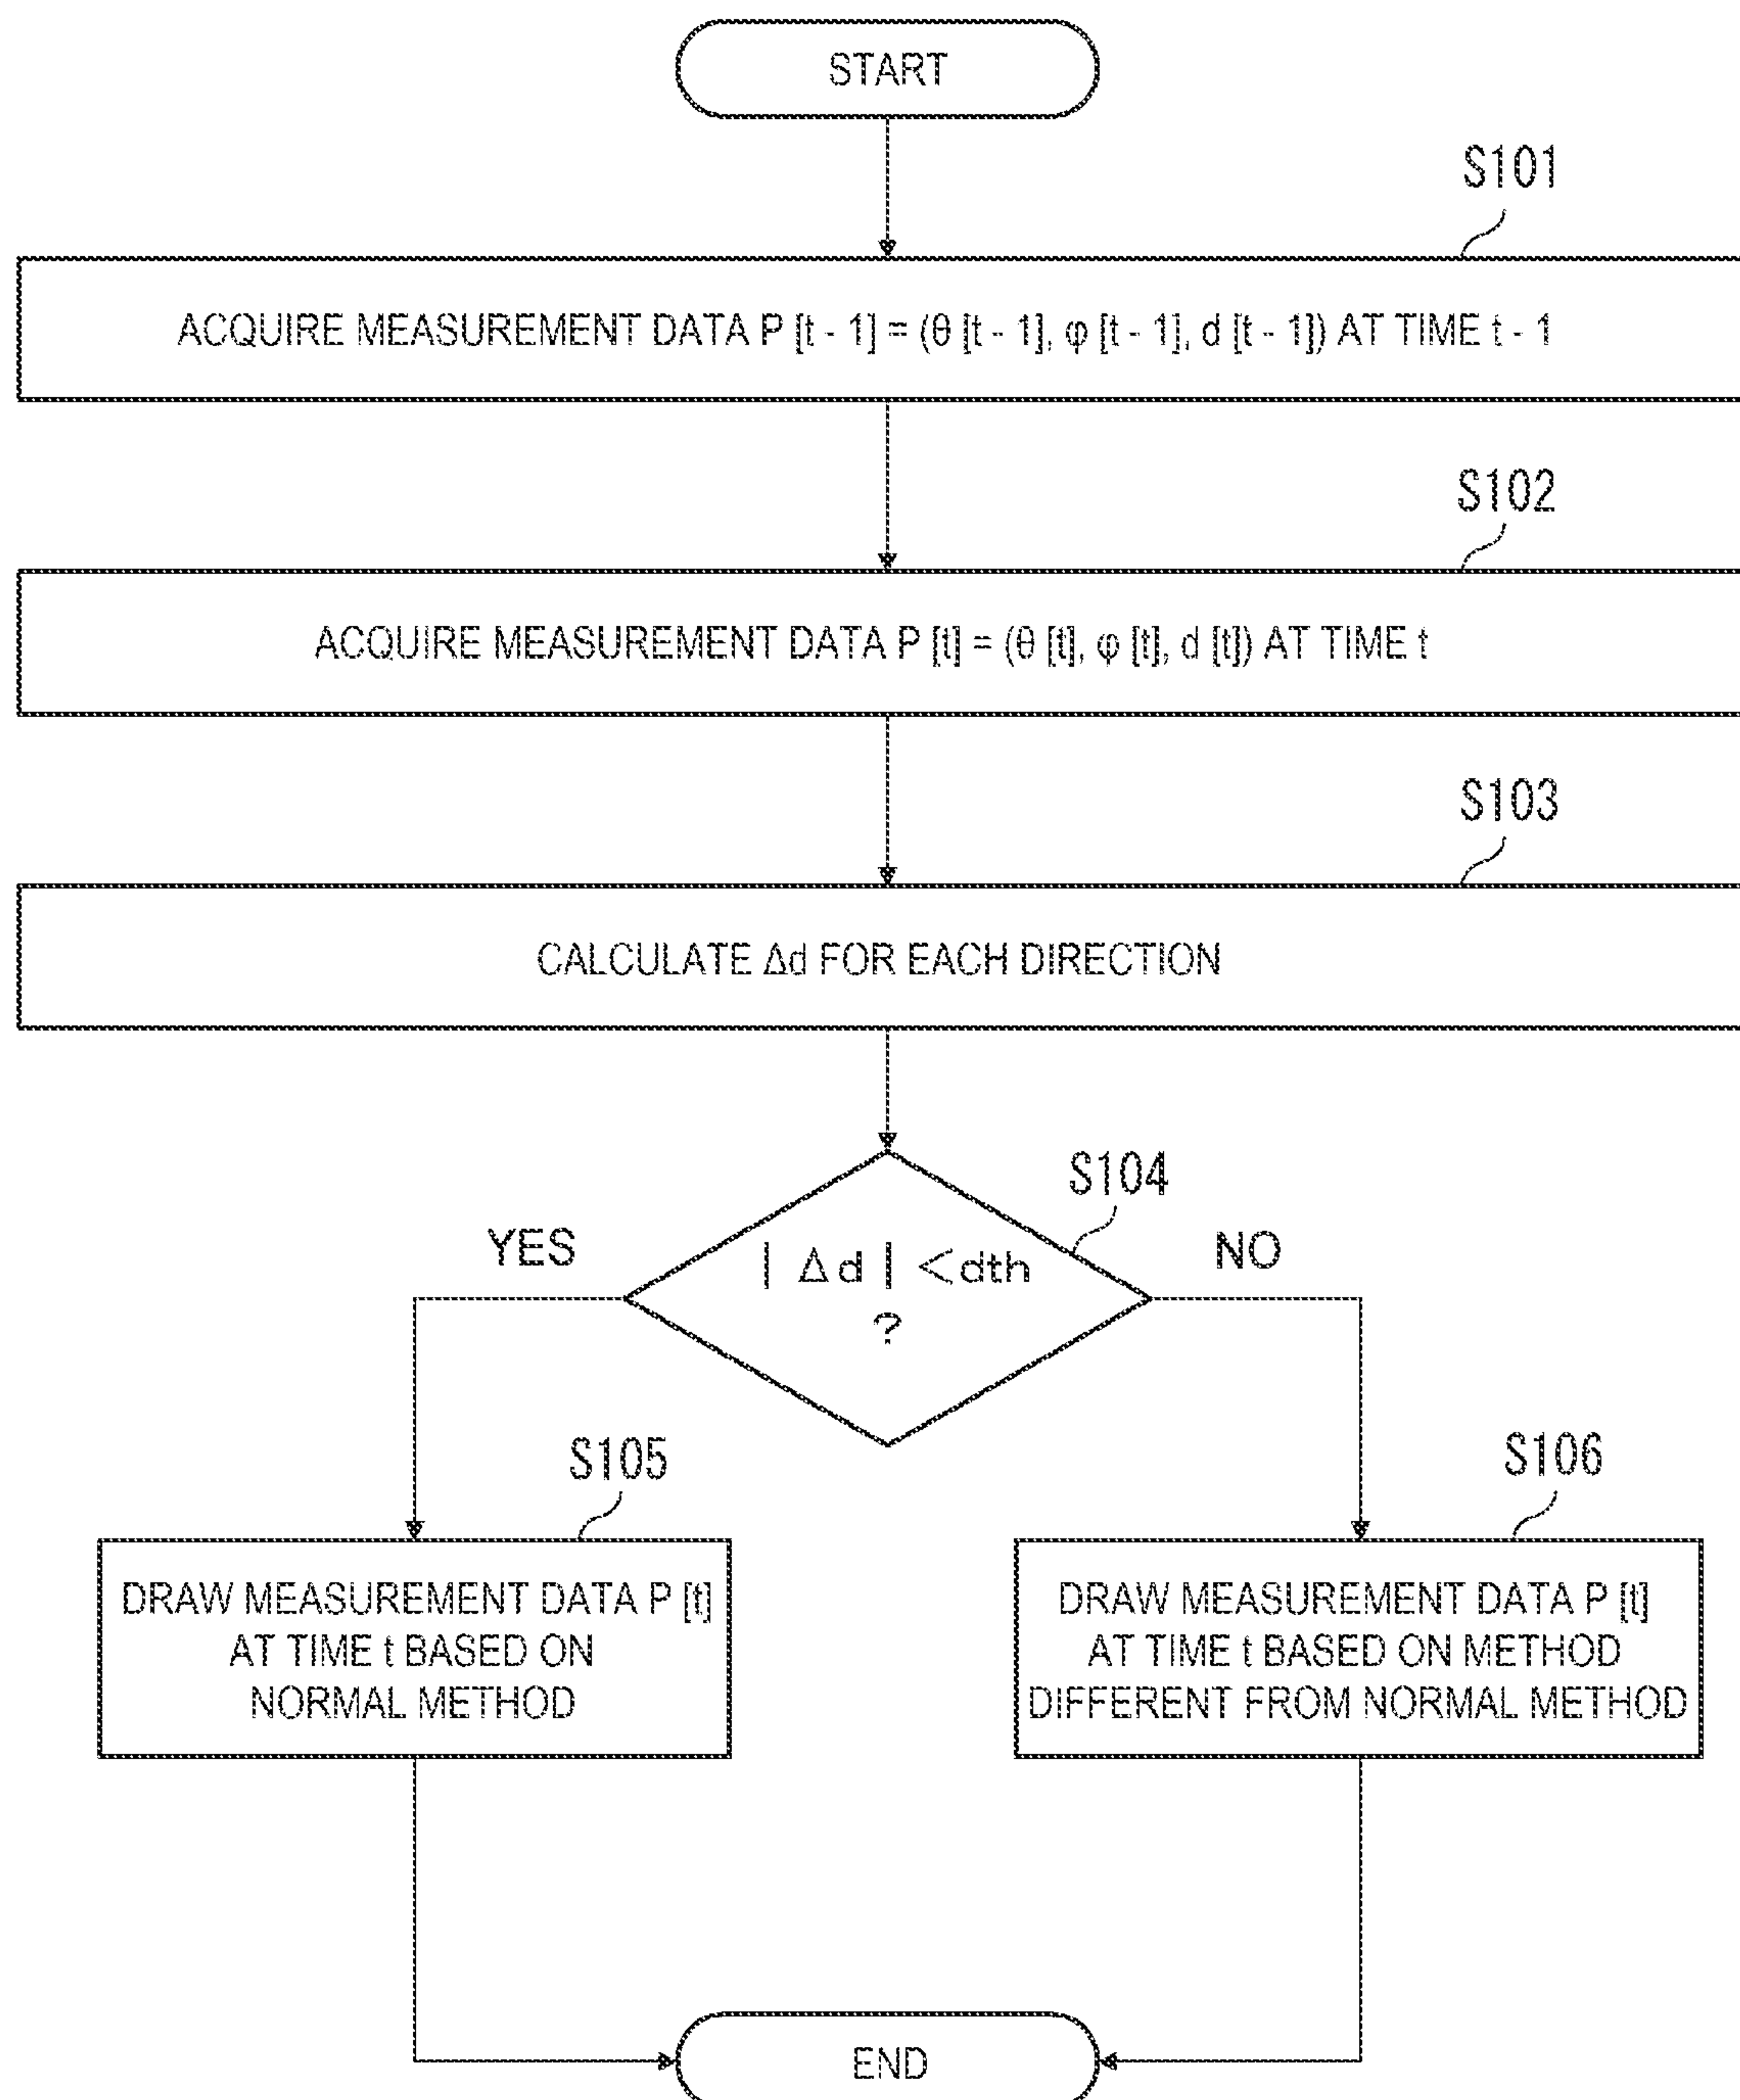 START
S101
ACQUIRE MEASUREMENT DATA P [t - 1] = (θ [t - 1], φ [t - 1], d [t - 1]) AT TIME t - 1
S102
ACQUIRE MEASUREMENT DATA P [t] = (θ [t], φ [t], d [t]) AT TIME t
S103
CALCULATE Δd FOR EACH DIRECTION
S104
YES
| Δd | <dth
?
NO
S105
DRAW MEASUREMENT DATA P [t]
AT TIME t BASED ON
NORMAL METHOD
S106
DRAW MEASUREMENT DATA P [t]
AT TIME t BASED ON METHOD
DIFFERENT FROM NORMAL METHOD
END